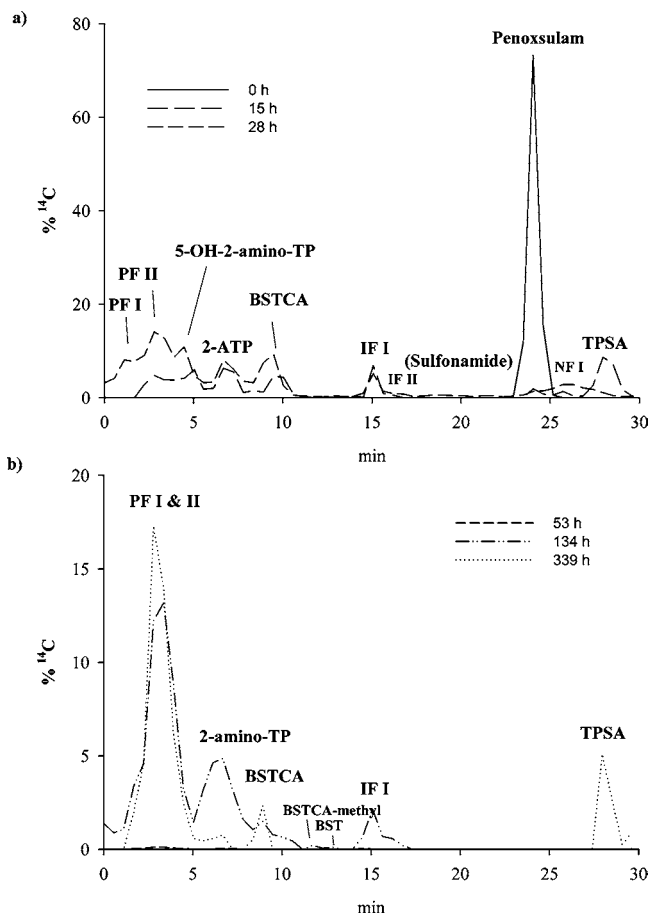 a)
80
60
40
20
0
% ¹⁴C
0 h
15 h
28 h
Penoxsulam
5-OH-2-amino-TP
PF II
PF I
BSTCA
2-ATP
IF I
IF II
(Sulfonamide)
NF I
TPSA
0 5 10 15 20 25 30
min
b)
20
15
10
5
0
% ¹⁴C
PF I & II
53 h
134 h
339 h
2-amino-TP
BSTCA
BSTCA-methyl
BST
IF I
TPSA
0 5 10 15 20 25 30
min